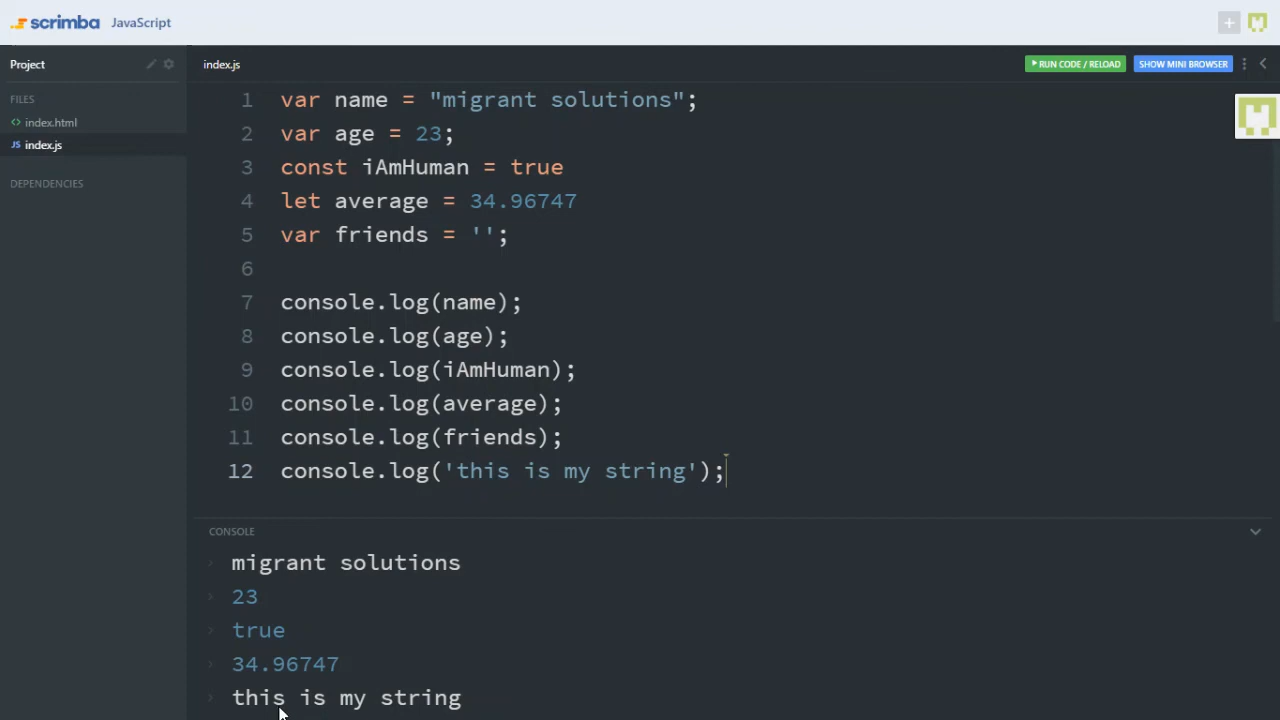 scrimba JavaScript
Project
index.js
RUN CODE / RELOAD
SHOW MINI BROWSER
FILES
<> index.html
JS index.js
DEPENDENCIES
1 var name = "migrant solutions";
2 var age = 23;
3 const iAmHuman = true
4 let average = 34.96747
5 var friends = '';
6
7 console.log(name);
8 console.log(age);
9 console.log(iAmHuman);
10 console.log(average);
11 console.log(friends);
12 console.log('this is my string');
CONSOLE
migrant solutions
23
true
34.96747
this is my string